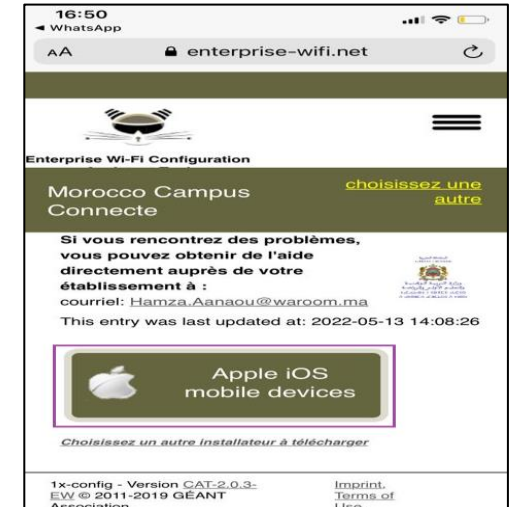 16:50
◄ WhatsApp
AA enterprise-wifi.net
Enterprise Wi-Fi Configuration
Morocco Campus
Connecte
choisissez une
autre
Si vous rencontrez des problèmes,
vous pouvez obtenir de l'aide
directement auprès de votre
établissement à :
courriel: Hamza.Aanaou@waroom.ma
This entry was last updated at: 2022-05-13 14:08:26
Apple iOS
mobile devices
Choisissez un autre installateur à télécharger
1x-config - Version CAT-2.0.3-
EW © 2011-2019 GÉANT
Association
Imprint.
Terms of
Use